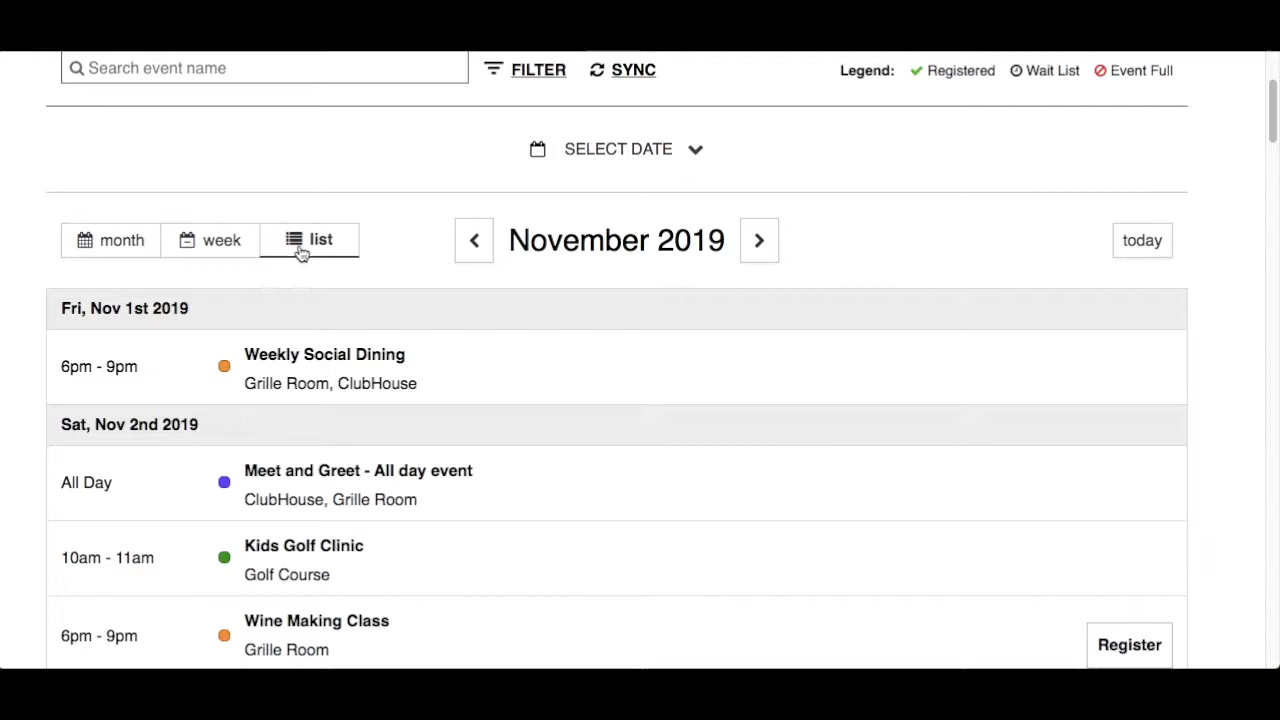 Search event name FILTER SYNC Legend: Registered Wait List Event Full
SELECT DATE
month week list November 2019 today
Fri, Nov 1st 2019
6pm - 9pm Weekly Social Dining
Grille Room, ClubHouse
Sat, Nov 2nd 2019
All Day Meet and Greet - All day event
ClubHouse, Grille Room
10am - 11am Kids Golf Clinic
Golf Course
6pm - 9pm Wine Making Class
Grille Room
Register